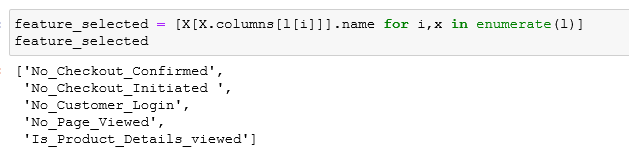 feature_selected = [X[X.columns[l[i]]].name for i,x in enumerate(l)]
feature_selected
['No_Checkout_Confirmed',
'No_Checkout_Initiated ',
'No_Customer_Login',
'No_Page_Viewed',
'Is_Product_Details_viewed']